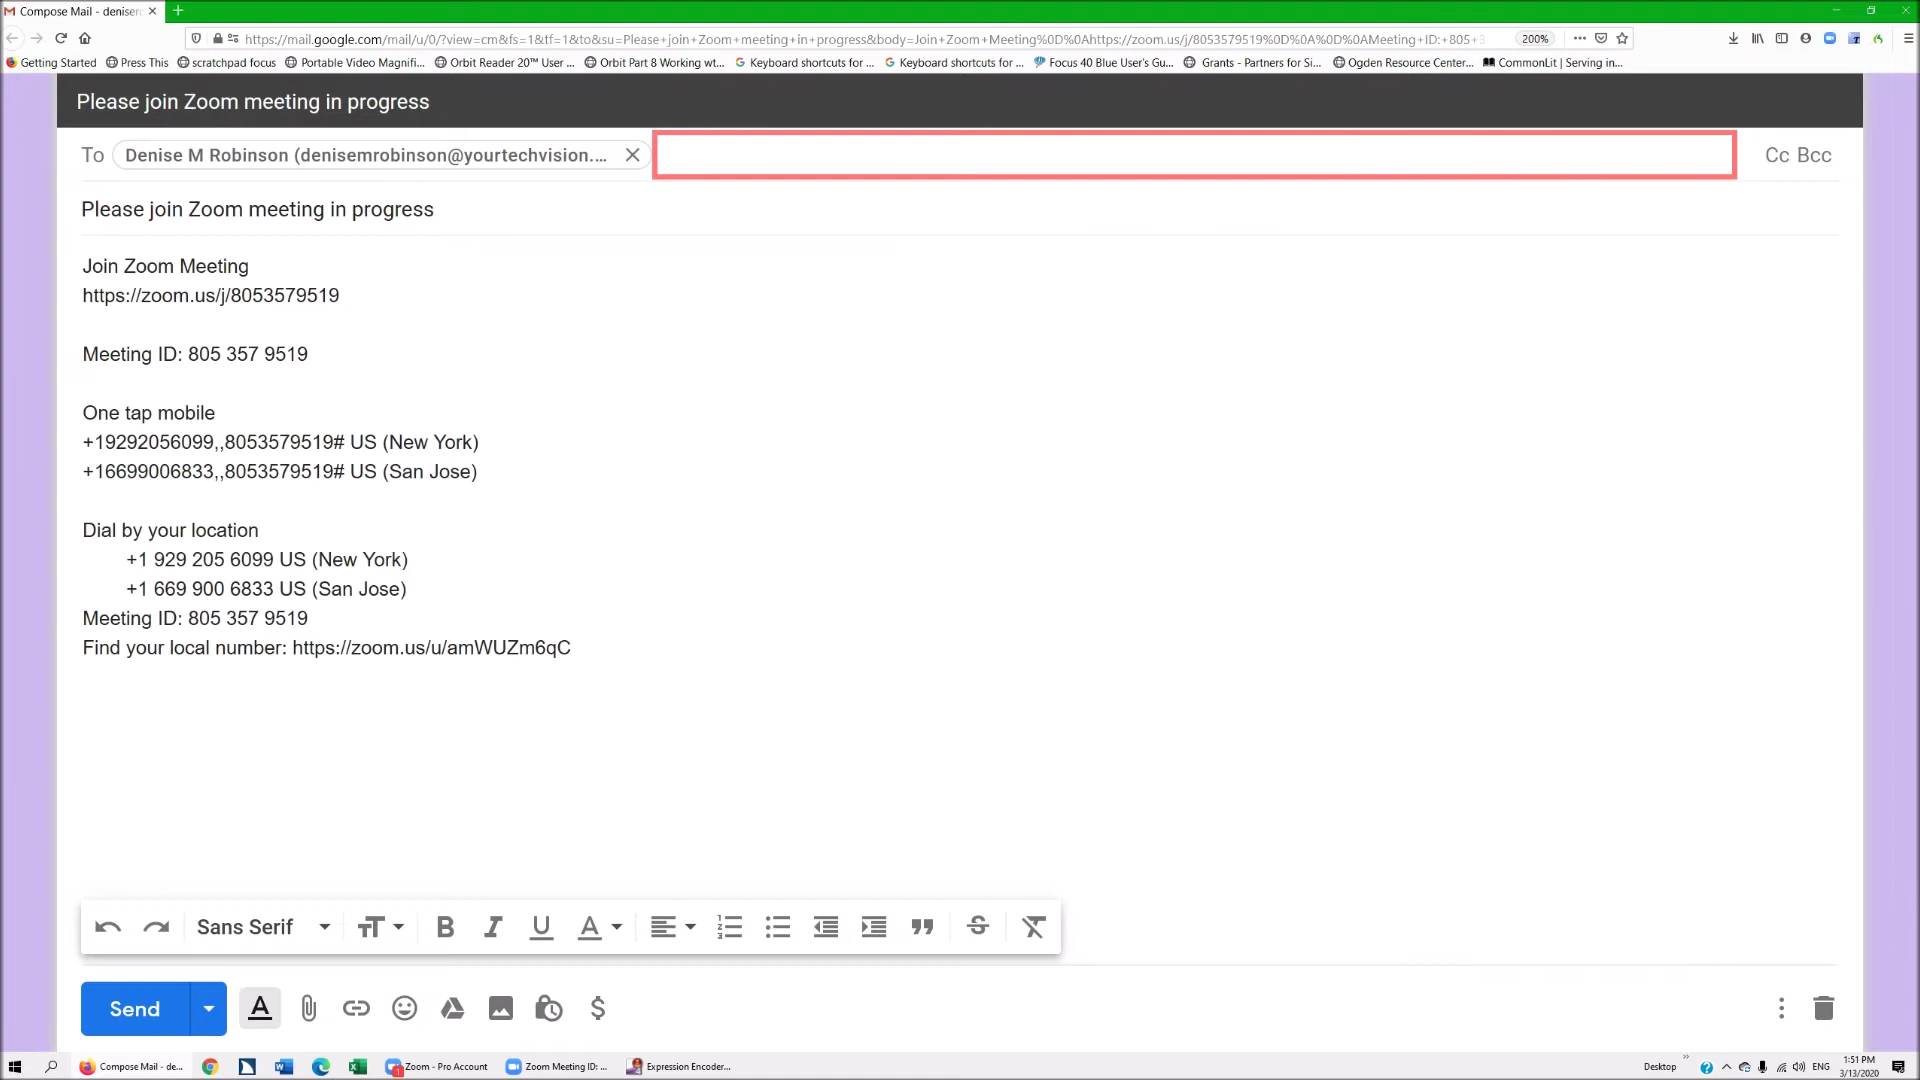 Compose Mail - deniserc
https://mail.google.com/mail/u/0/?view=cm&fs=1&tf=1&to&su=Please+join+Zoom+meeting+in+progress&body=Join+Zoom+Meeting%0D%0Ahttps://zoom.us/j/8053579519%0D%0A%0D%0AMeeting+ID:+805+3
200%
Getting Started Press This scratchpad focus Portable Video Magnifi... Orbit Reader 20™ User ... Orbit Part 8 Working wt... Keyboard shortcuts for ... Keyboard shortcuts for ... Focus 40 Blue User's Gu... Grants - Partners for Si... Ogden Resource Center... CommonLit | Serving in...
Please join Zoom meeting in progress
To Denise M Robinson (denisemrobinson@yourtechvision.... Cc Bcc
Please join Zoom meeting in progress
Join Zoom Meeting
https://zoom.us/j/8053579519
Meeting ID: 805 357 9519
One tap mobile
+19292056099,,8053579519# US (New York)
+16699006833,,8053579519# US (San Jose)
Dial by your location
+1 929 205 6099 US (New York)
+1 669 900 6833 US (San Jose)
Meeting ID: 805 357 9519
Find your local number: https://zoom.us/u/amWUZm6qC
Sans Serif
Send
Compose Mail - de... Zoom - Pro Account Zoom Meeting ID: ... Expression Encoder... Desktop ENG 1:51 PM
3/13/2020